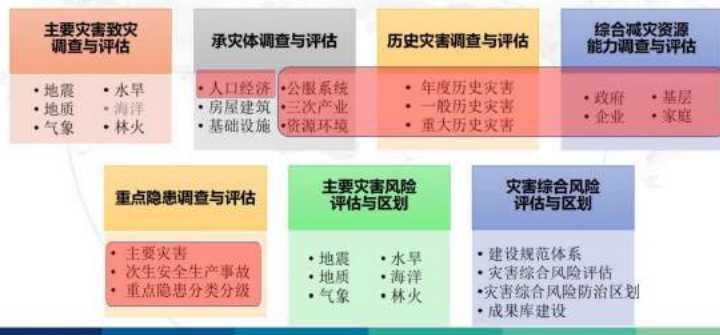 主要灾害致灾
调查与评估
• 地震 • 水旱
• 地质 • 海洋
• 气象 • 林火
承灾体调查与评估
• 人口经济 • 公服系统
• 房屋建筑 • 三次产业
• 基础设施 • 资源环境
历史灾害调查与评估
• 年度历史灾害
• 一般历史灾害
• 重大历史灾害
综合减灾资源
能力调查与评估
• 政府 • 基层
• 企业 • 家庭
重点隐患调查与评估
• 主要灾害
• 次生安全生产事故
• 重点隐患分类分级
主要灾害风险
评估与区划
• 地震 • 水旱
• 地质 • 海洋
• 气象 • 林火
灾害综合风险
评估与区划
• 建设规范体系
• 灾害综合风险评估
•灾害综合风险防治区划
• 成果库建设